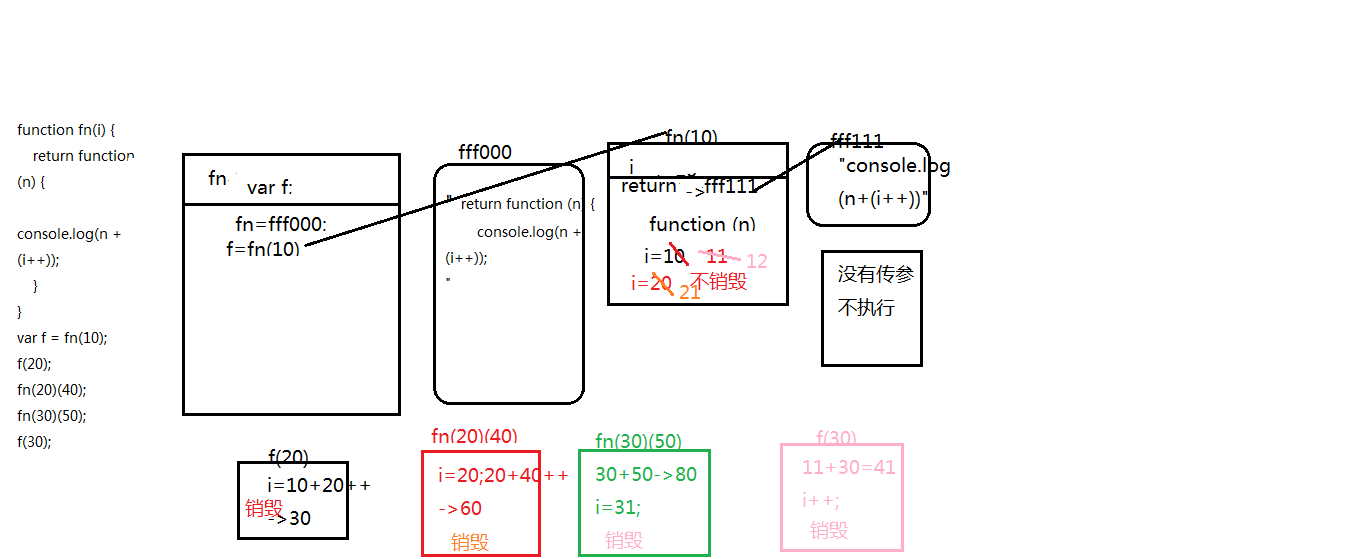 function fn(i) {
return function
(n) {
console.log(n +
(i++));
}
}
var f = fn(10);
f(20);
fn(20)(40);
fn(30)(50);
f(30);
fn
var f:
fn=fff000:
f=fn(10)
fff000
" return function (n) {
console.log(n +
(i++));
"
fn(10)
i
return
->fff111
function (n)
i=10 11 12
i=20 21 不销毁
fff111
"console.log
(n+(i++))"
没有传参
不执行
f(20)
i=10+20++
->30
销毁
fn(20)(40)
i=20;20+40++
->60
销毁
fn(30)(50)
30+50->80
i=31;
销毁
f(30)
11+30=41
i++;
销毁